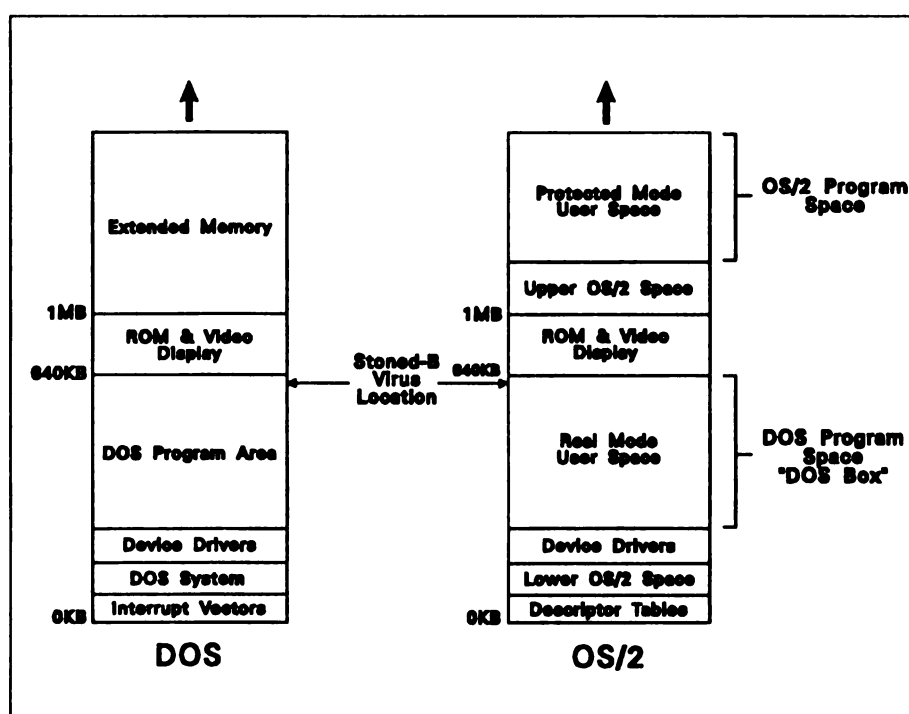 Extended Memory
1MB
ROM & Video
Display
640KB
DOS Program Area
Device Drivers
DOS System
Interrupt Vectors
0KB
DOS
Stoned-B
Virus
Location
Protected Mode
User Space
Upper OS/2 Space
1MB
ROM & Video
Display
640KB
Real Mode
User Space
Device Drivers
Lower OS/2 Space
Descriptor Tables
0KB
OS/2
OS/2 Program
Space
DOS Program
Space
"DOS Box"